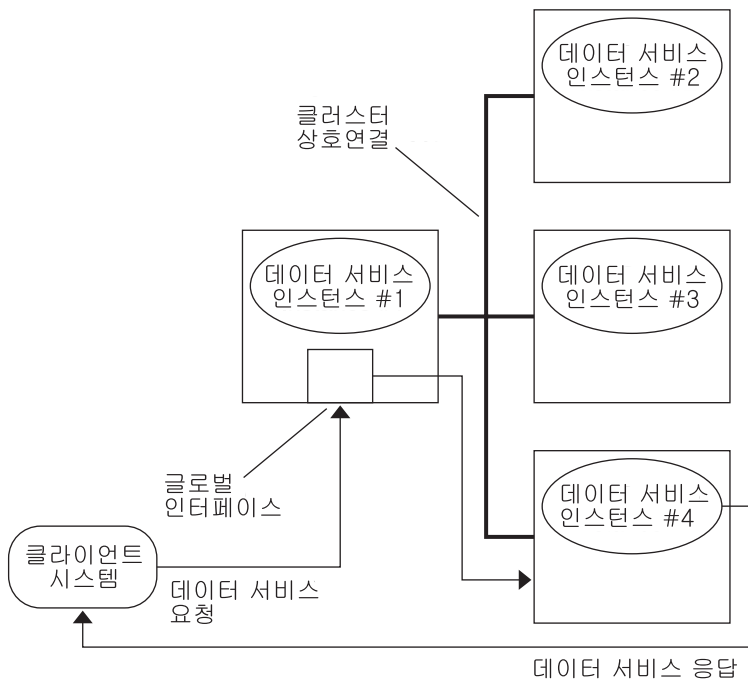 데이터 서비스
인스턴스 #2
클러스터
상호연결
데이터 서비스
인스턴스 #1
데이터 서비스
인스턴스 #3
글로벌
인터페이스
데이터 서비스
인스턴스 #4
클라이언트
시스템
데이터 서비스
요청
데이터 서비스 응답